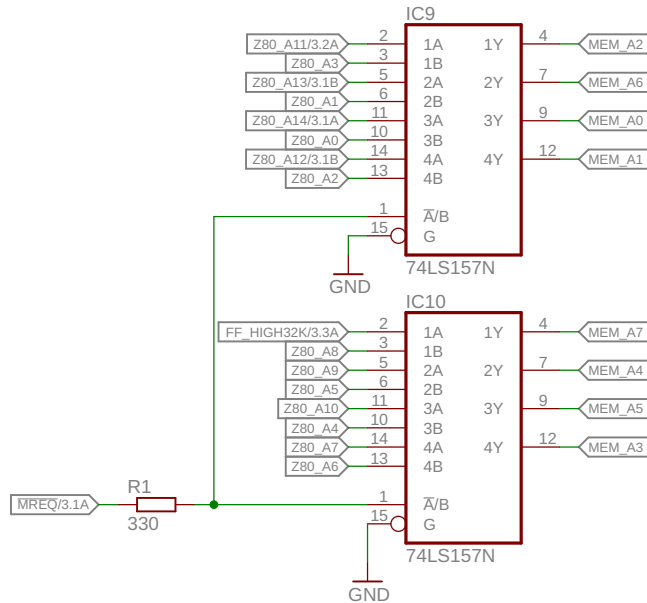 IC9
Z80_A11/3.2A 2 1A 1Y 4 MEM_A2
Z80_A3 3 1B
Z80_A13/3.1B 5 2A 2Y 7 MEM_A6
Z80_A1 6 2B
Z80_A14/3.1A 11 3A 3Y 9 MEM_A0
Z80_A0 10 3B
Z80_A12/3.1B 14 4A 4Y 12 MEM_A1
Z80_A2 13 4B
1 A̅/B
15 G
74LS157N
GND
IC10
FF_HIGH32K/3.3A 2 1A 1Y 4 MEM_A7
Z80_A8 3 1B
Z80_A9 5 2A 2Y 7 MEM_A4
Z80_A5 6 2B
Z80_A10 11 3A 3Y 9 MEM_A5
Z80_A4 10 3B
Z80_A7 14 4A 4Y 12 MEM_A3
Z80_A6 13 4B
R1
M̅R̅E̅Q̅/3.1A 1 A̅/B
330
15 G
74LS157N
GND